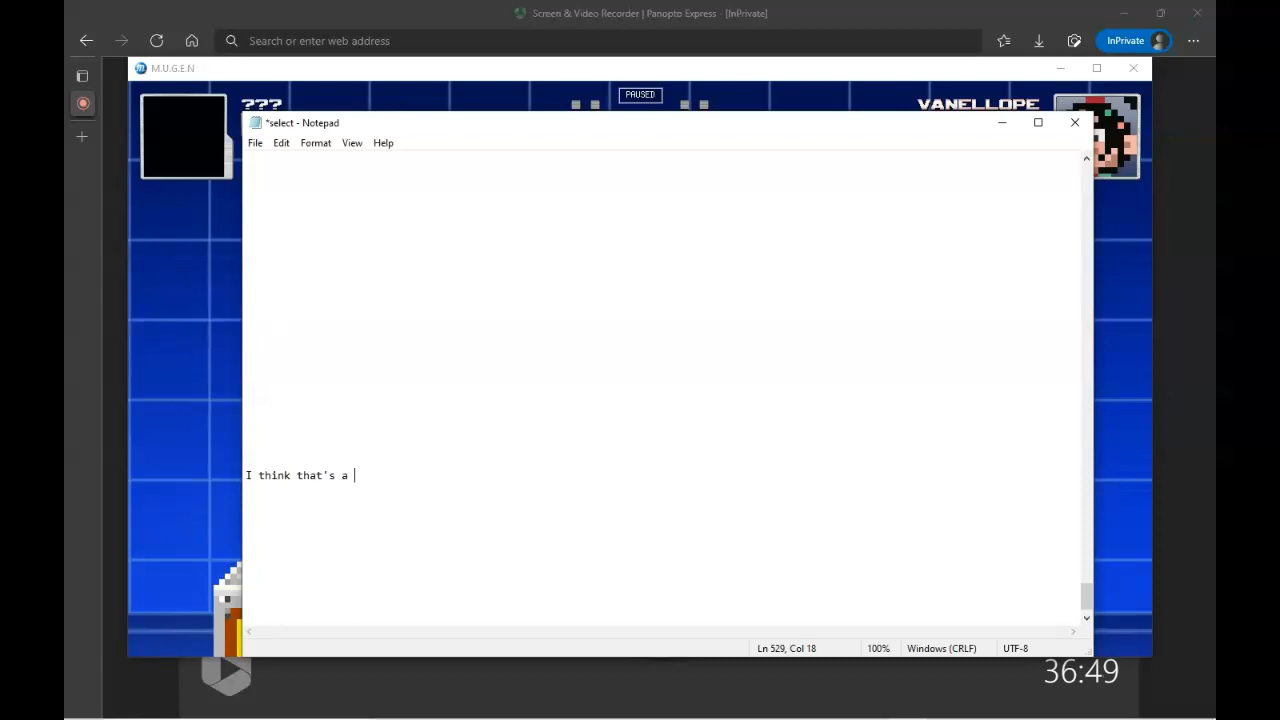 Screen & Video Recorder | Panopto Express - [InPrivate]
Search or enter web address
InPrivate
M.U.G.E.N
???
PAUSED
VANELLOPE
*select - Notepad
File Edit Format View Help
I think that's a
Ln 529, Col 18 100% Windows (CRLF) UTF-8
36:49